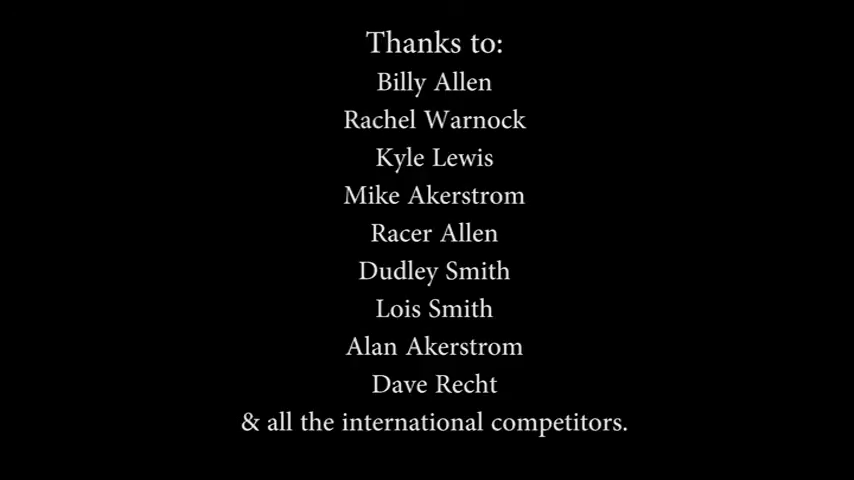 Thanks to:
Billy Allen
Rachel Warnock
Kyle Lewis
Mike Akerstrom
Racer Allen
Dudley Smith
Lois Smith
Alan Akerstrom
Dave Recht
& all the international competitors.